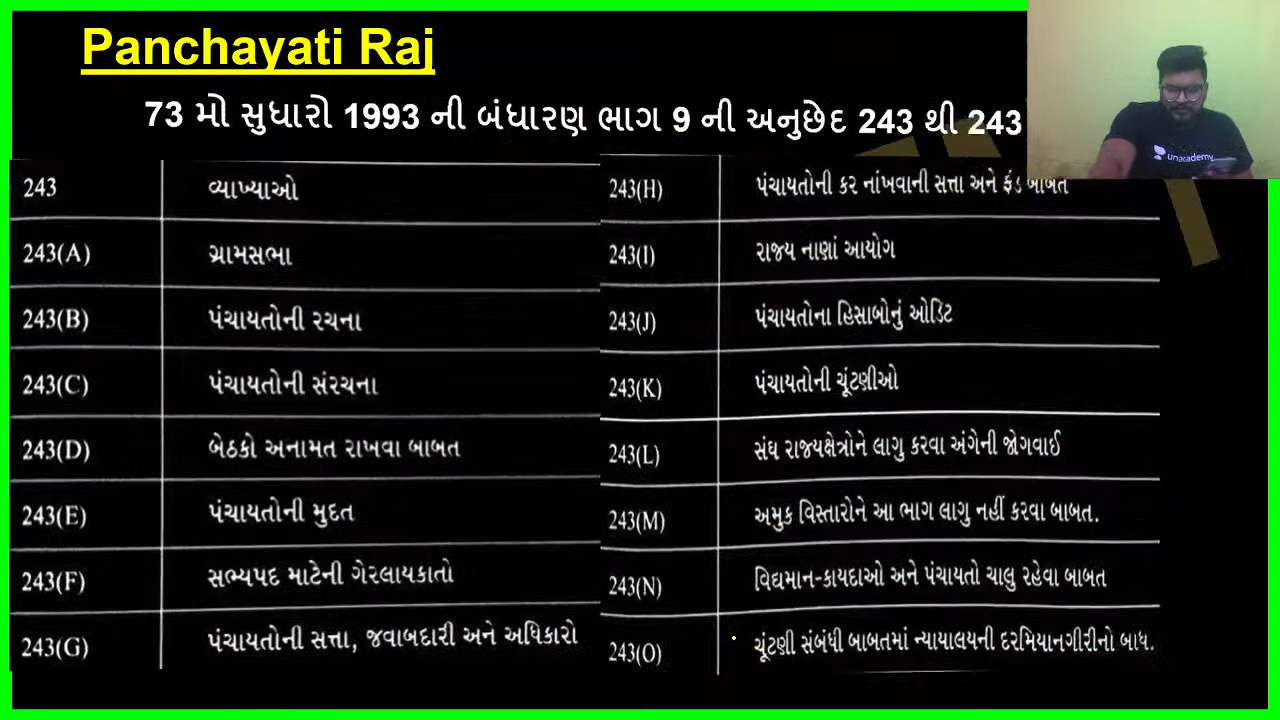 Panchayati Raj
73 મો સુધારો 1993 ની બંધારણ ભાગ 9 ની અનુછેદ 243 થી 243
unacademy
243 વ્યાખ્યાઓ
243(A) ગ્રામસભા
243(B) પંચાયતોની રચના
243(C) પંચાયતોની સંરચના
243(D) બેઠકો અનામત રાખવા બાબત
243(E) પંચાયતોની મુદત
243(F) સભ્યપદ માટેની ગેરલાયકાતો
243(G) પંચાયતોની સત્તા, જવાબદારી અને અધિકારો
243(H) પંચાયતોની કર નાંખવાની સત્તા અને ફંડ બાબત
243(I) રાજ્ય નાણાં આયોગ
243(J) પંચાયતોના હિસાબોનું ઓડિટ
243(K) પંચાયતોની ચૂંટણીઓ
243(L) સંઘ રાજ્યક્ષેત્રોને લાગુ કરવા અંગેની જોગવાઈ
243(M) અમુક વિસ્તારોને આ ભાગ લાગુ નહીં કરવા બાબત.
243(N) વિદ્યમાન-કાયદાઓ અને પંચાયતો ચાલુ રહેવા બાબત
243(O) ચૂંટણી સંબંધી બાબતમાં ન્યાયાલયની દરમિયાનગીરીનો બાધ.